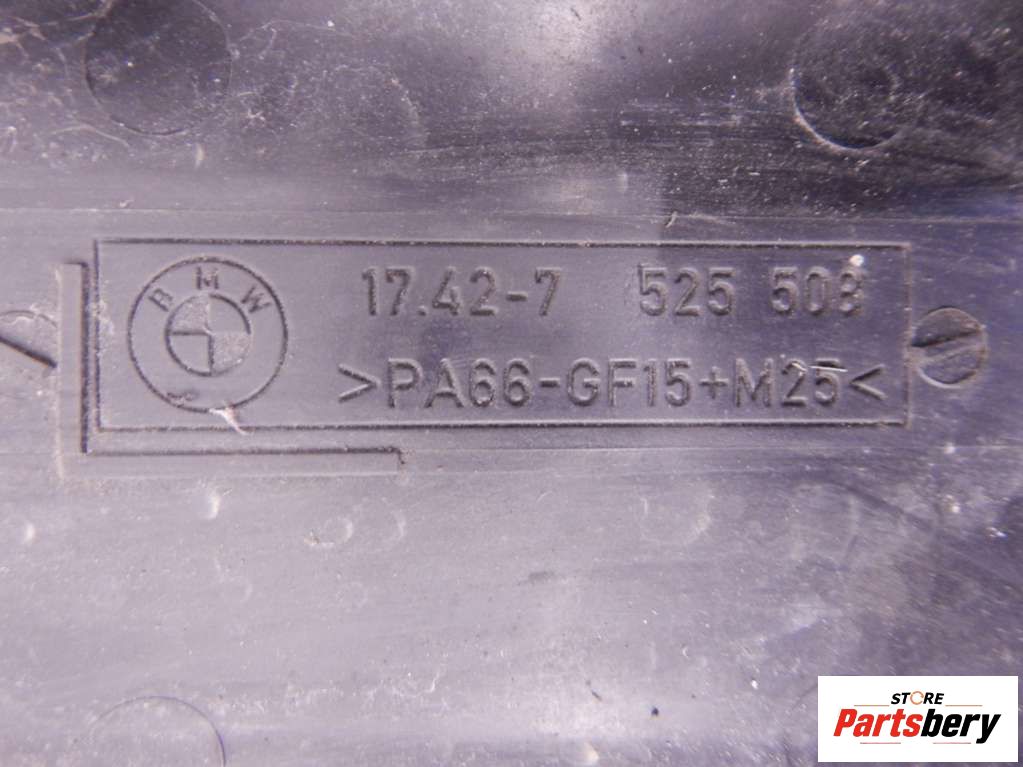 BMW
17.42-7 525 508
>PA66-GF15+M25<
STORE
Partsbery